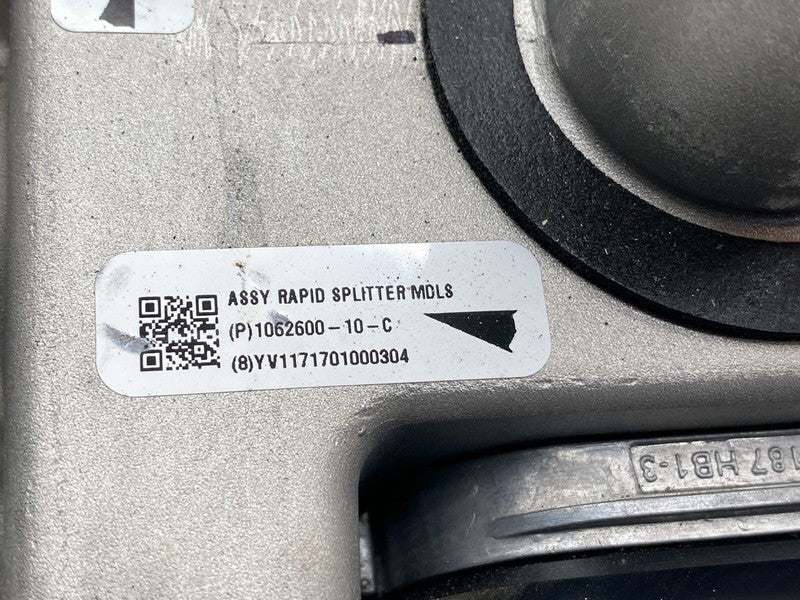 ASSY RAPID SPLITTER MDLS
(P)1062600-10-C
(8)YV1171701000304
187 HB1-3